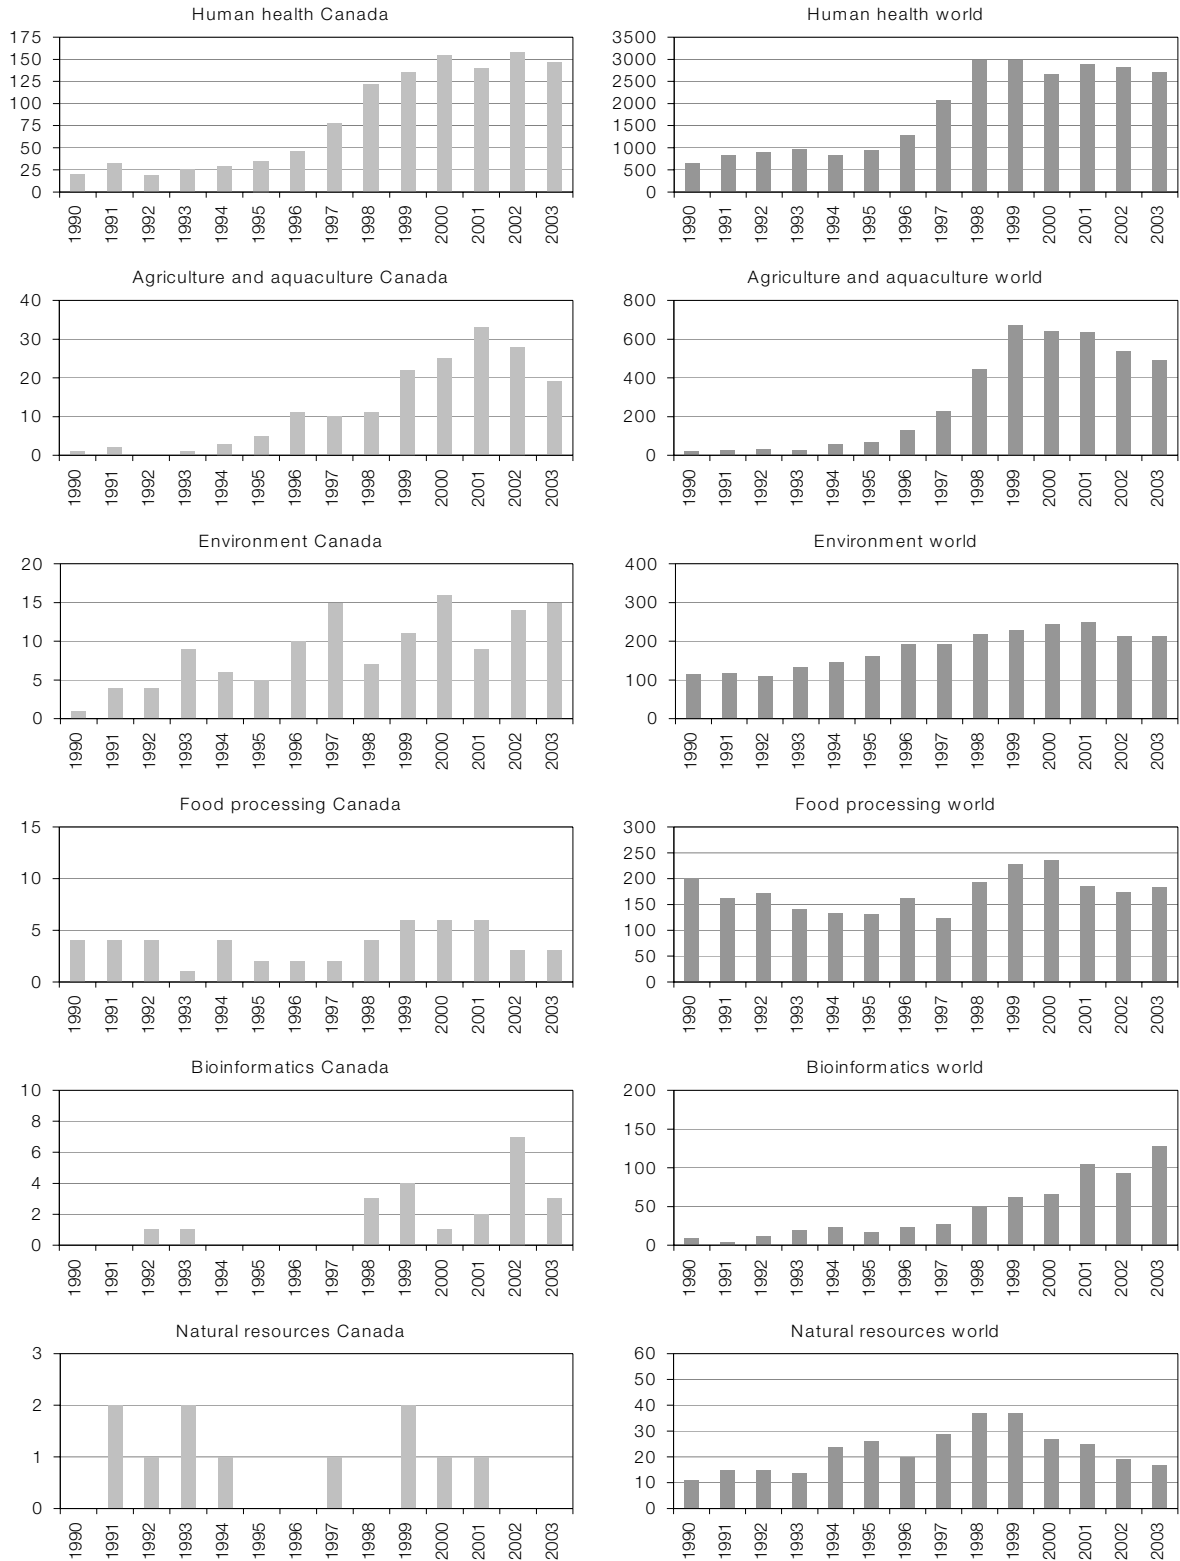 Human health Canada
175
150
125
100
75
50
25
0
1990 1991 1992 1993 1994 1995 1996 1997 1998 1999 2000 2001 2002 2003
Human health world
3500
3000
2500
2000
1500
1000
500
0
1990 1991 1992 1993 1994 1995 1996 1997 1998 1999 2000 2001 2002 2003
Agriculture and aquaculture Canada
40
30
20
10
0
1990 1991 1992 1993 1994 1995 1996 1997 1998 1999 2000 2001 2002 2003
Agriculture and aquaculture world
800
600
400
200
0
1990 1991 1992 1993 1994 1995 1996 1997 1998 1999 2000 2001 2002 2003
Environment Canada
20
15
10
5
0
1990 1991 1992 1993 1994 1995 1996 1997 1998 1999 2000 2001 2002 2003
Environment world
400
300
200
100
0
1990 1991 1992 1993 1994 1995 1996 1997 1998 1999 2000 2001 2002 2003
Food processing Canada
15
10
5
0
1990 1991 1992 1993 1994 1995 1996 1997 1998 1999 2000 2001 2002 2003
Food processing world
300
250
200
150
100
50
0
1990 1991 1992 1993 1994 1995 1996 1997 1998 1999 2000 2001 2002 2003
Bioinformatics Canada
10
8
6
4
2
0
1990 1991 1992 1993 1994 1995 1996 1997 1998 1999 2000 2001 2002 2003
Bioinformatics world
200
150
100
50
0
1990 1991 1992 1993 1994 1995 1996 1997 1998 1999 2000 2001 2002 2003
Natural resources Canada
3
2
1
0
1990 1991 1992 1993 1994 1995 1996 1997 1998 1999 2000 2001 2002 2003
Natural resources world
60
50
40
30
20
10
0
1990 1991 1992 1993 1994 1995 1996 1997 1998 1999 2000 2001 2002 2003